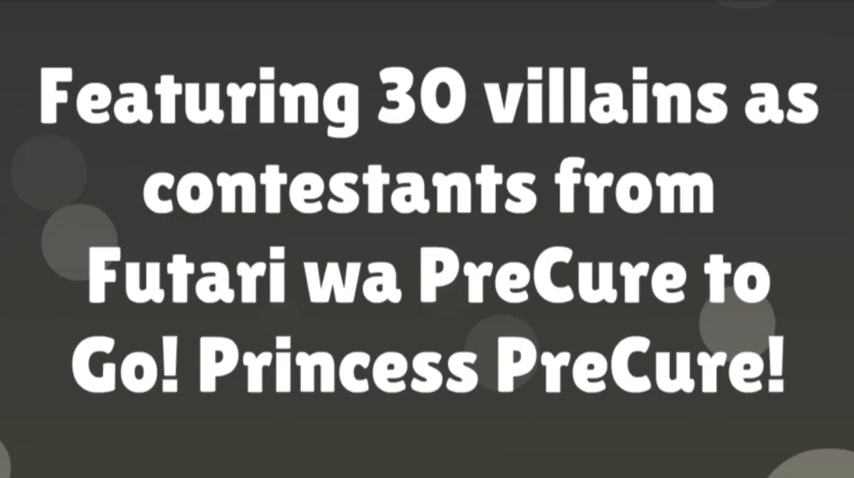 Featuring 30 villains as
contestants from
Futari wa PreCure to
Go! Princess PreCure!